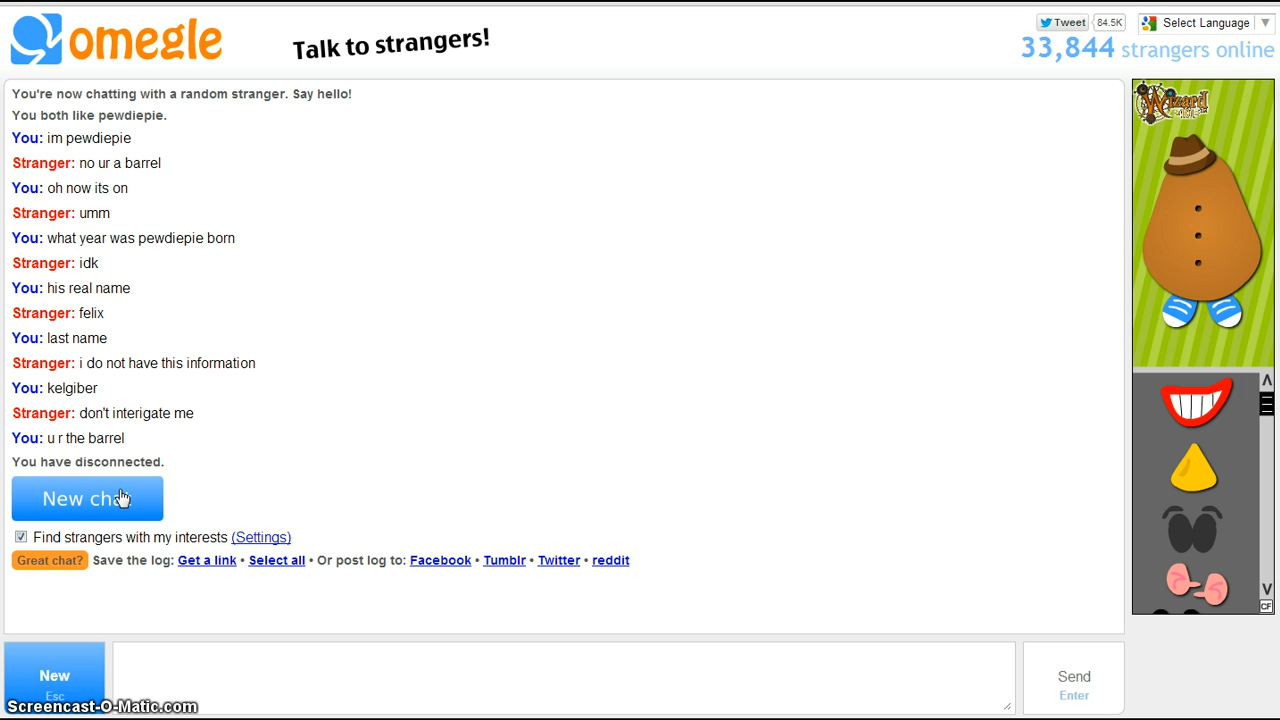 omegle
Talk to strangers!
Tweet
84.5K
Select Language
33,844 strangers online
You're now chatting with a random stranger. Say hello!
You both like pewdiepie.
You: im pewdiepie
Stranger: no ur a barrel
You: oh now its on
Stranger: umm
You: what year was pewdiepie born
Stranger: idk
You: his real name
Stranger: felix
You: last name
Stranger: i do not have this information
You: kelgiber
Stranger: don't interigate me
You: u r the barrel
You have disconnected.
New
Find strangers with my interests (Settings)
Great chat? Save the log: Get a link • Select all • Or post log to: Facebook • Tumblr • Twitter • reddit
Wizard
CF
New
Esc
Send
Enter
Screencast-O-Matic.com